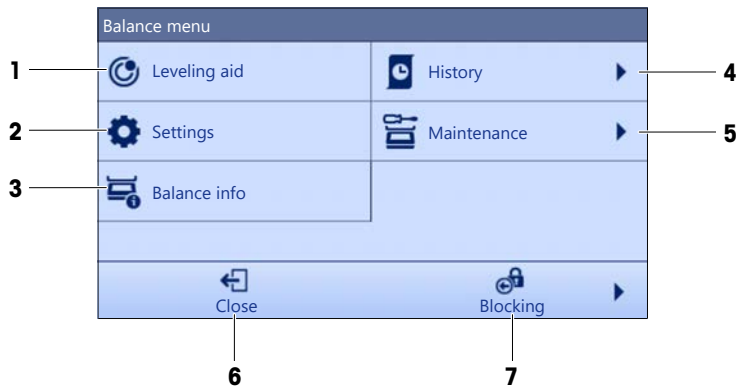 Balance menu
1 Leveling aid
History 4
2 Settings
Maintenance 5
3 Balance info
Close
Blocking
6
7